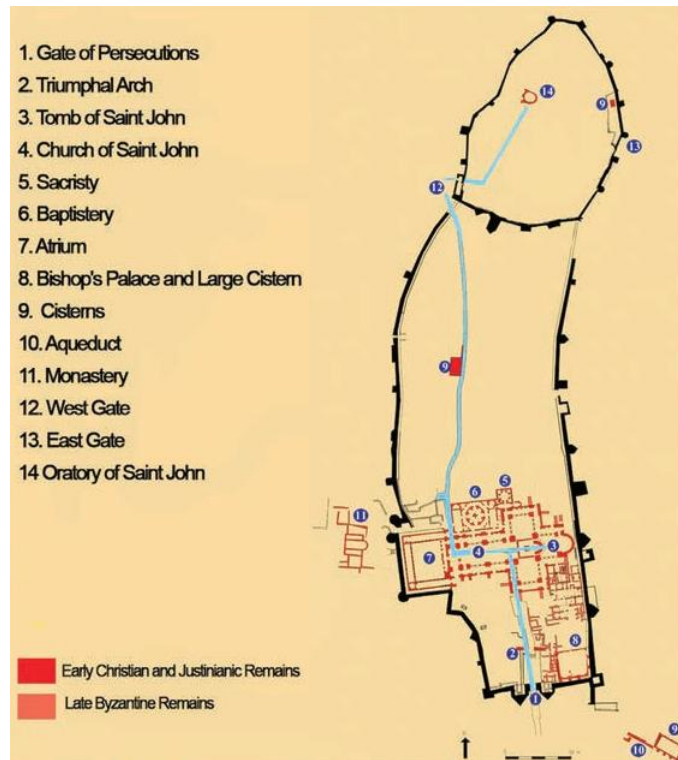 1. Gate of Persecutions
2. Triumphal Arch
3. Tomb of Saint John
4. Church of Saint John
5. Sacristy
6. Baptistery
7. Atrium
8. Bishop's Palace and Large Cistern
9. Cisterns
10. Aqueduct
11. Monastery
12. West Gate
13. East Gate
14 Oratory of Saint John
14
9
13
12
9
5
6
11
7
4
3
2
8
1
9
10
Early Christian and Justinianic Remains
Late Byzantine Remains